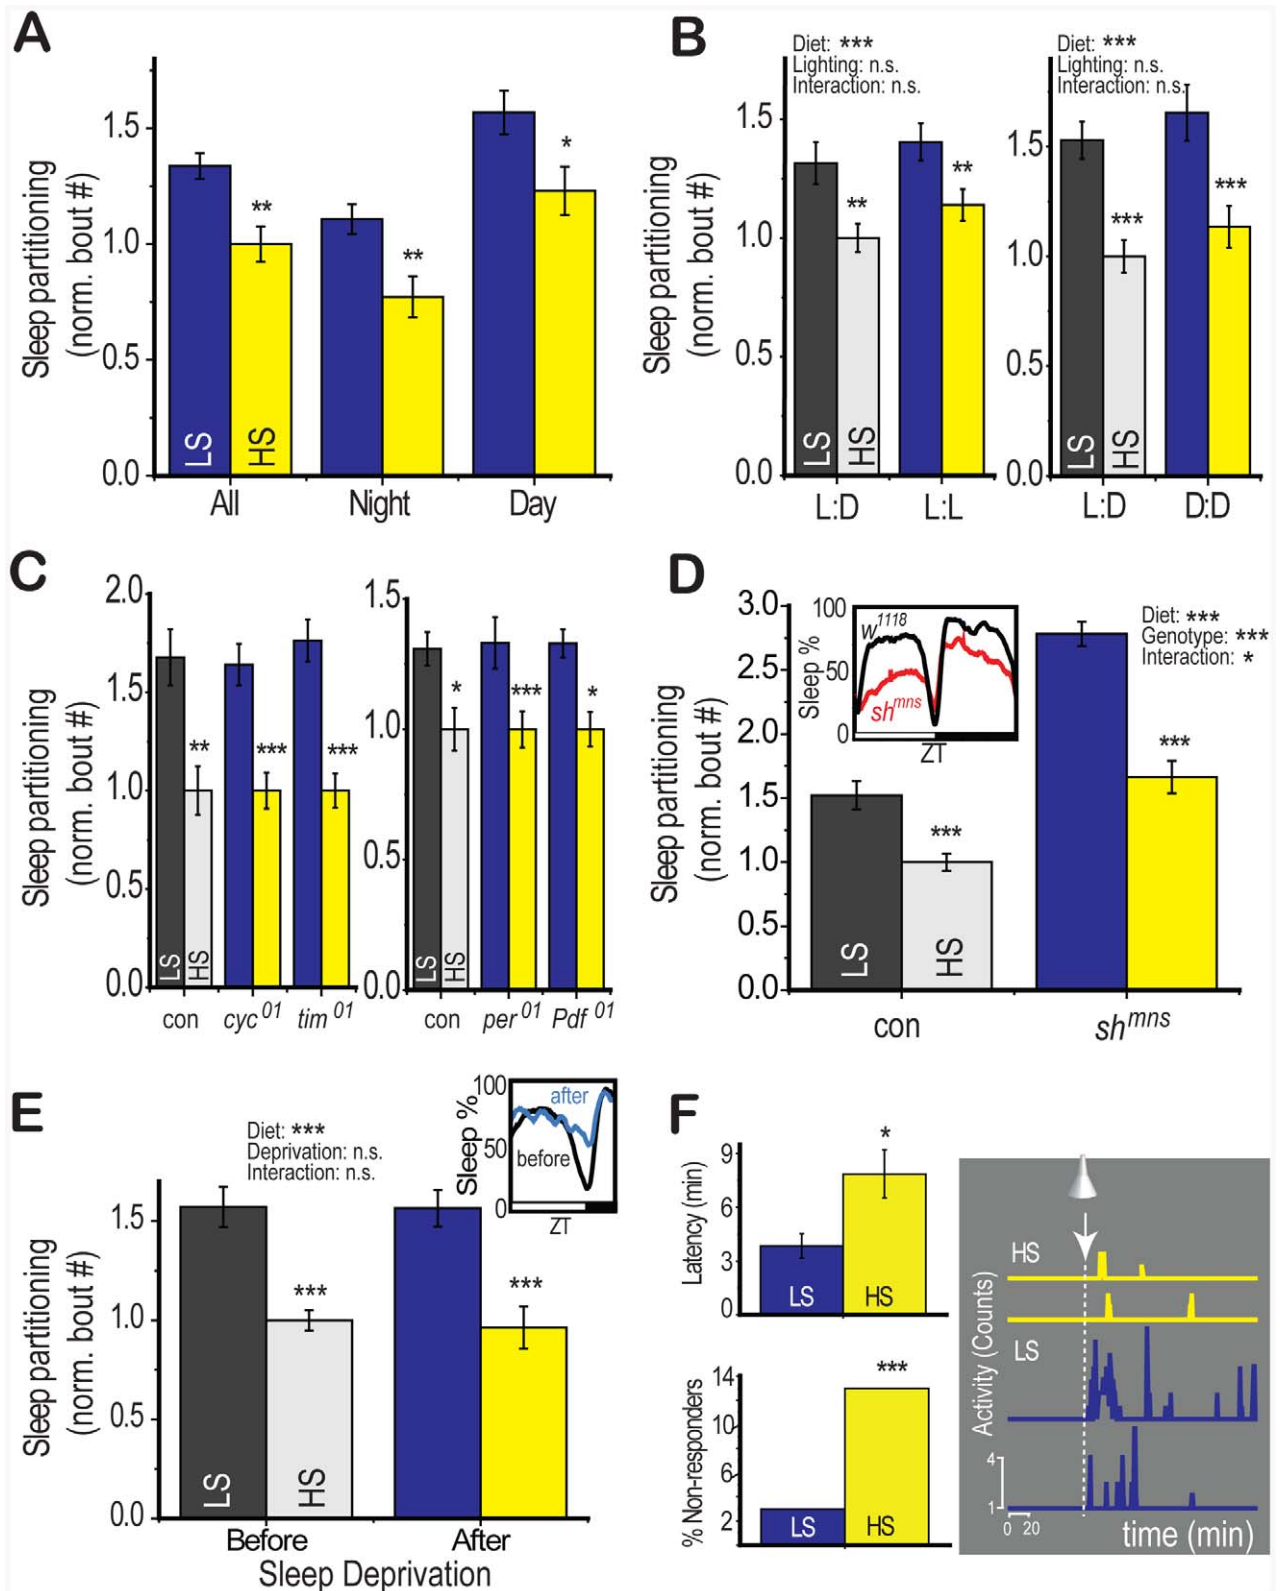 A
Sleep partitioning
(norm. bout #)
1.5
1.0
0.5
0.0
**
**
*
LS
HS
All
Night
Day
B
Diet: ***
Lighting: n.s.
Interaction: n.s.
Sleep partitioning
(norm. bout #)
1.5
1.0
0.5
0.0
**
**
LS
HS
L:D
L:L
Diet: ***
Lighting: n.s.
Interaction: n.s.
1.5
1.0
0.5
0.0
***
***
LS
HS
L:D
D:D
C
Sleep partitioning
(norm. bout #)
2.0
1.5
1.0
0.5
0.0
**
***
***
LS
HS
con
cyc 01
tim 01
1.5
1.0
0.5
0.0
*
***
*
LS
HS
con
per 01
Pdf 01
D
Sleep partitioning
(norm. bout #)
3.0
2.5
2.0
1.5
1.0
0.5
0.0
Sleep %
100
50
0
w1118
shmns
ZT
Diet: ***
Genotype: ***
Interaction: *
***
***
LS
HS
con
shmns
E
Diet: ***
Deprivation: n.s.
Interaction: n.s.
Sleep %
100
50
0
after
before
ZT
Sleep partitioning
(norm. bout #)
1.5
1.0
0.5
0.0
***
***
LS
HS
Before
After
Sleep Deprivation
F
Latency (min)
9
6
3
0
*
LS
HS
% Non-responders
14
10
6
2
***
LS
HS
Activity (Counts)
HS
LS
4
1
0 20
time (min)